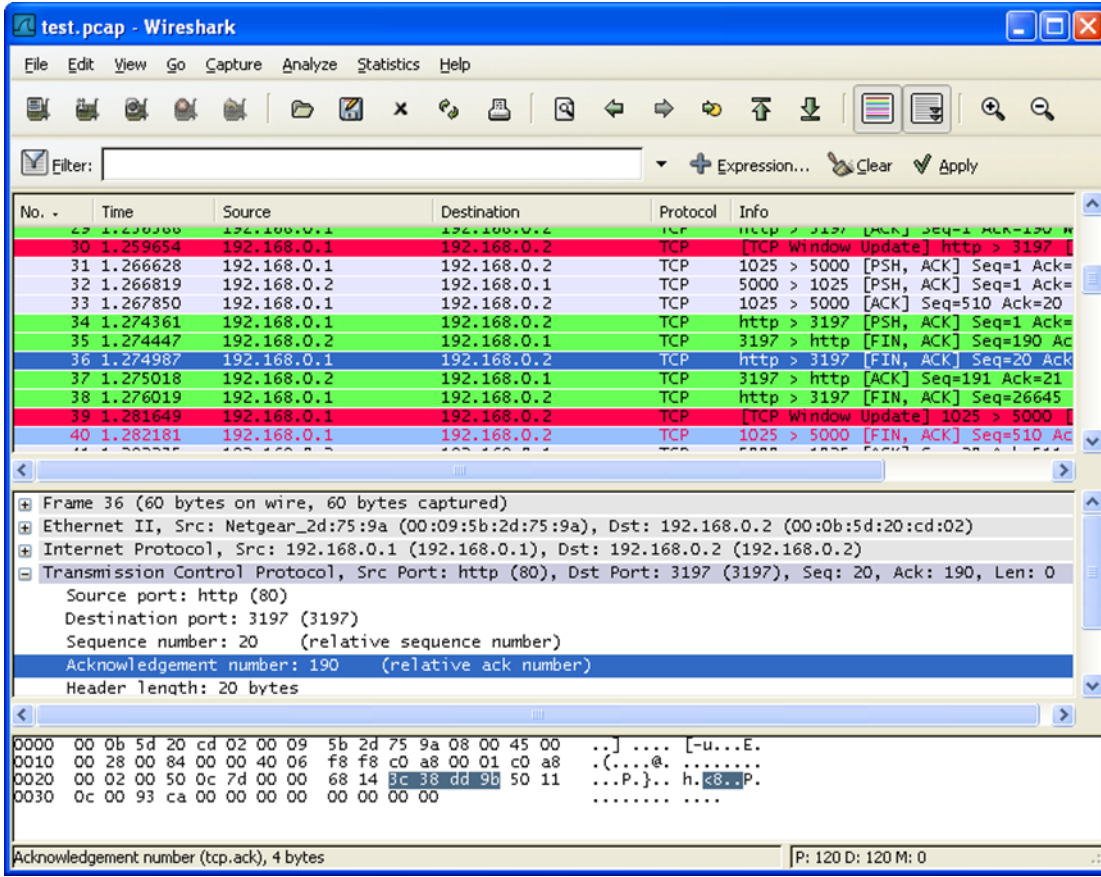 test.pcap - Wireshark
File Edit View Go Capture Analyze Statistics Help
Filter: Expression... Clear Apply
No. Time Source Destination Protocol Info
29 1.256566 192.168.0.1 192.168.0.2 TCP http > 3197 [ACK] Seq=1 Ack=190 W
30 1.259654 192.168.0.1 192.168.0.2 TCP [TCP Window Update] http > 3197 [
31 1.266628 192.168.0.1 192.168.0.2 TCP 1025 > 5000 [PSH, ACK] Seq=1 Ack=
32 1.266819 192.168.0.2 192.168.0.1 TCP 5000 > 1025 [PSH, ACK] Seq=1 Ack=
33 1.267850 192.168.0.1 192.168.0.2 TCP 1025 > 5000 [ACK] Seq=510 Ack=20
34 1.274361 192.168.0.1 192.168.0.2 TCP http > 3197 [PSH, ACK] Seq=1 Ack=
35 1.274447 192.168.0.2 192.168.0.1 TCP 3197 > http [FIN, ACK] Seq=190 Ac
36 1.274987 192.168.0.1 192.168.0.2 TCP http > 3197 [FIN, ACK] Seq=20 Ack
37 1.275018 192.168.0.2 192.168.0.1 TCP 3197 > http [ACK] Seq=191 Ack=21
38 1.276019 192.168.0.1 192.168.0.2 TCP http > 3197 [FIN, ACK] Seq=26645
39 1.281649 192.168.0.1 192.168.0.2 TCP [TCP Window Update] 1025 > 5000 [
40 1.282181 192.168.0.1 192.168.0.2 TCP 1025 > 5000 [FIN, ACK] Seq=510 Ac
Frame 36 (60 bytes on wire, 60 bytes captured)
Ethernet II, Src: Netgear_2d:75:9a (00:09:5b:2d:75:9a), Dst: 192.168.0.2 (00:0b:5d:20:cd:02)
Internet Protocol, Src: 192.168.0.1 (192.168.0.1), Dst: 192.168.0.2 (192.168.0.2)
Transmission Control Protocol, Src Port: http (80), Dst Port: 3197 (3197), Seq: 20, Ack: 190, Len: 0
Source port: http (80)
Destination port: 3197 (3197)
Sequence number: 20 (relative sequence number)
Acknowledgement number: 190 (relative ack number)
Header length: 20 bytes
0000 00 0b 5d 20 cd 02 00 09 5b 2d 75 9a 08 00 45 00 ..] .... [-u...E.
0010 00 28 00 84 00 00 40 06 f8 f8 c0 a8 00 01 c0 a8 .(....@. ........
0020 00 02 00 50 0c 7d 00 00 68 14 3c 38 dd 9b 50 11 ...P.}.. h.<8..P.
0030 0c 00 93 ca 00 00 00 00 00 00 00 00 ........ ....
Acknowledgement number (tcp.ack), 4 bytes P: 120 D: 120 M: 0